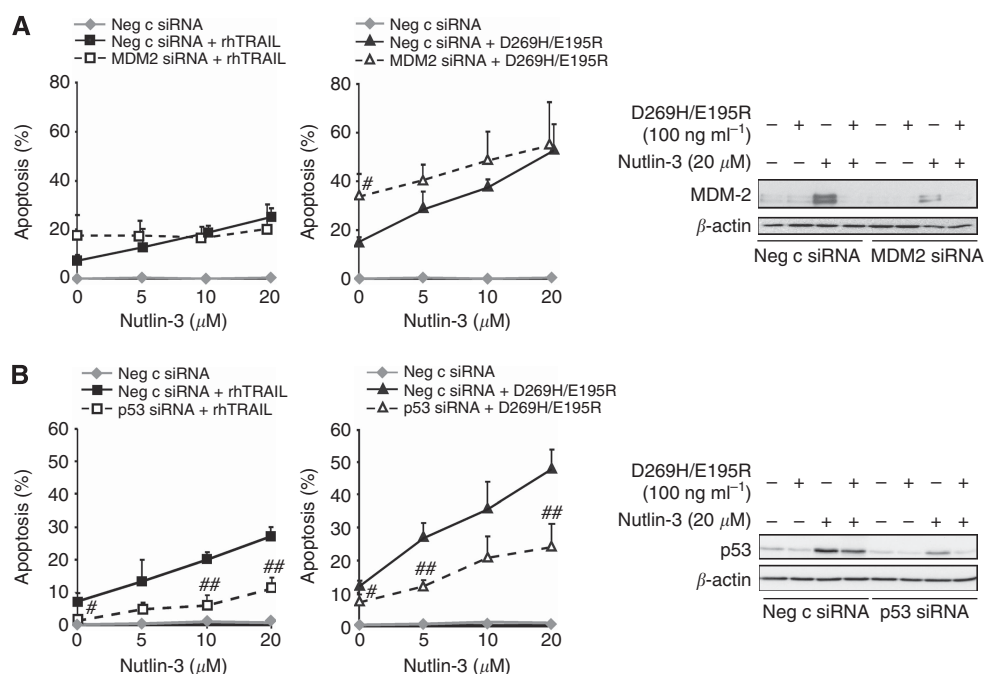 A
Neg c siRNA
Neg c siRNA + rhTRAIL
MDM2 siRNA + rhTRAIL
80
60
40
20
0
Apoptosis (%)
0 5 10 20
Nutlin-3 (μM)
Neg c siRNA
Neg c siRNA + D269H/E195R
MDM2 siRNA + D269H/E195R
80
60
40
20
0
Apoptosis (%)
#
0 5 10 20
Nutlin-3 (μM)
D269H/E195R
(100 ng ml⁻¹)
– + – + – + – +
Nutlin-3 (20 μM) – – + + – – + +
MDM-2
β-actin
Neg c siRNA MDM2 siRNA
B
Neg c siRNA
Neg c siRNA + rhTRAIL
p53 siRNA + rhTRAIL
60
50
40
30
20
10
0
Apoptosis (%)
# ## ##
0 5 10 20
Nutlin-3 (μM)
Neg c siRNA
Neg c siRNA + D269H/E195R
p53 siRNA + D269H/E195R
60
50
40
30
20
10
0
Apoptosis (%)
# ## ##
0 5 10 20
Nutlin-3 (μM)
D269H/E195R
(100 ng ml⁻¹)
– + – + – + – +
Nutlin-3 (20 μM) – – + + – – + +
p53
β-actin
Neg c siRNA p53 siRNA